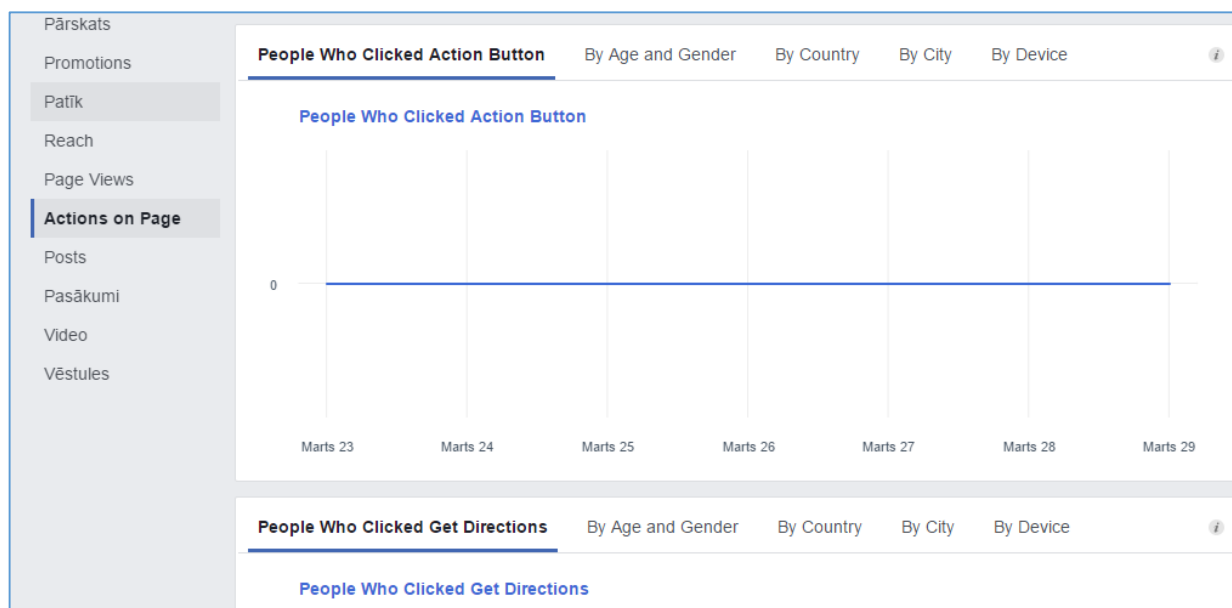 Pārskats
Promotions
Patīk
Reach
Page Views
Actions on Page
Posts
Pasākumi
Video
Vēstules
People Who Clicked Action Button By Age and Gender By Country By City By Device i
People Who Clicked Action Button
0
Marts 23 Marts 24 Marts 25 Marts 26 Marts 27 Marts 28 Marts 29
People Who Clicked Get Directions By Age and Gender By Country By City By Device i
People Who Clicked Get Directions